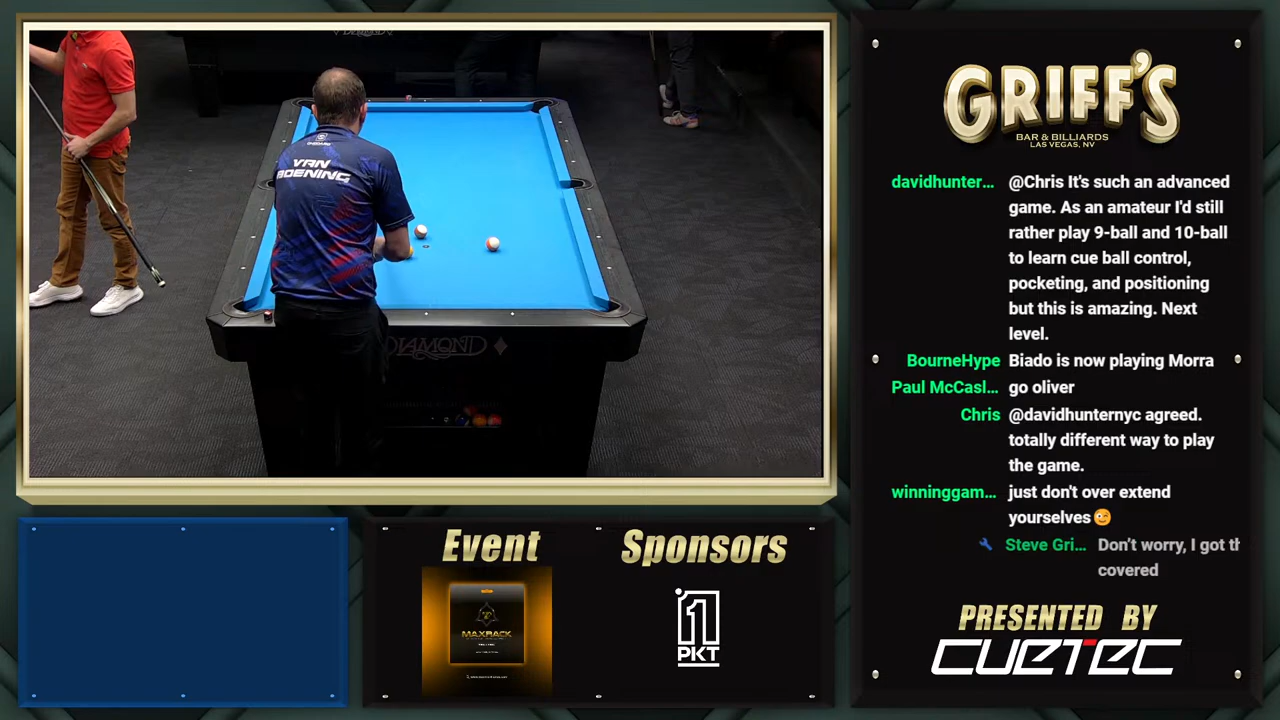 DIAMOND
VAN
BOENING
DIAMOND
GRIFF'S
BAR & BILLIARDS
LAS VEGAS, NV
davidhunter... @Chris It's such an advanced
game. As an amateur I'd still
rather play 9-ball and 10-ball
to learn cue ball control,
pocketing, and positioning
but this is amazing. Next
level.
BourneHype Biado is now playing Morra
Paul McCasl... go oliver
Chris @davidhunternyc agreed.
totally different way to play
the game.
winninggam... just don't over extend
yourselves😉
Steve Gri... Don't worry, I got th
covered
Event
MAXRACK
Sponsors
1
PKT
PRESENTED BY
CUETEC